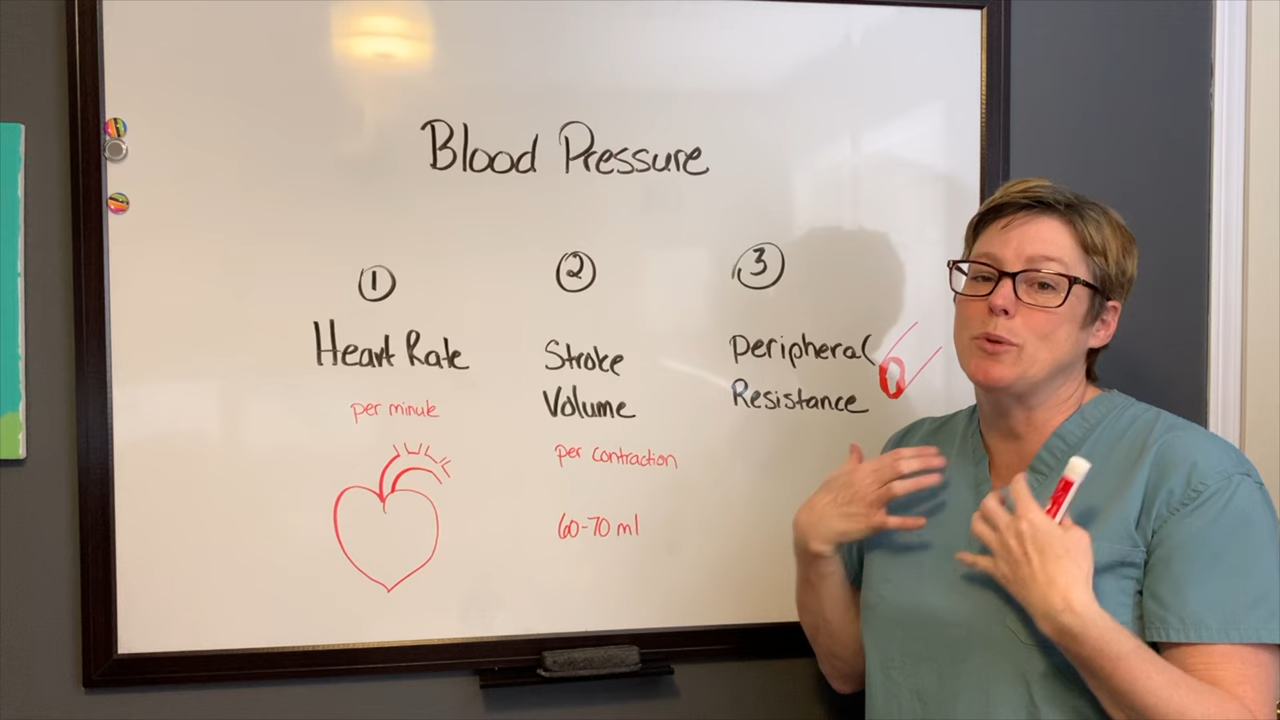 Blood Pressure
1
Heart Rate
per minute
2
Stroke
Volume
per contraction
60-70 ml
3
Peripheral
Resistance